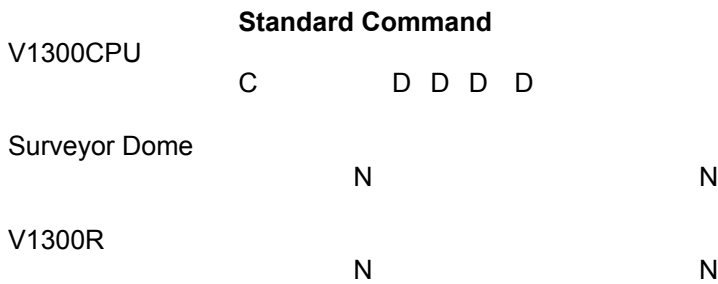 Standard Command
V1300CPU
C D D D D
Surveyor Dome
N N
V1300R
N N